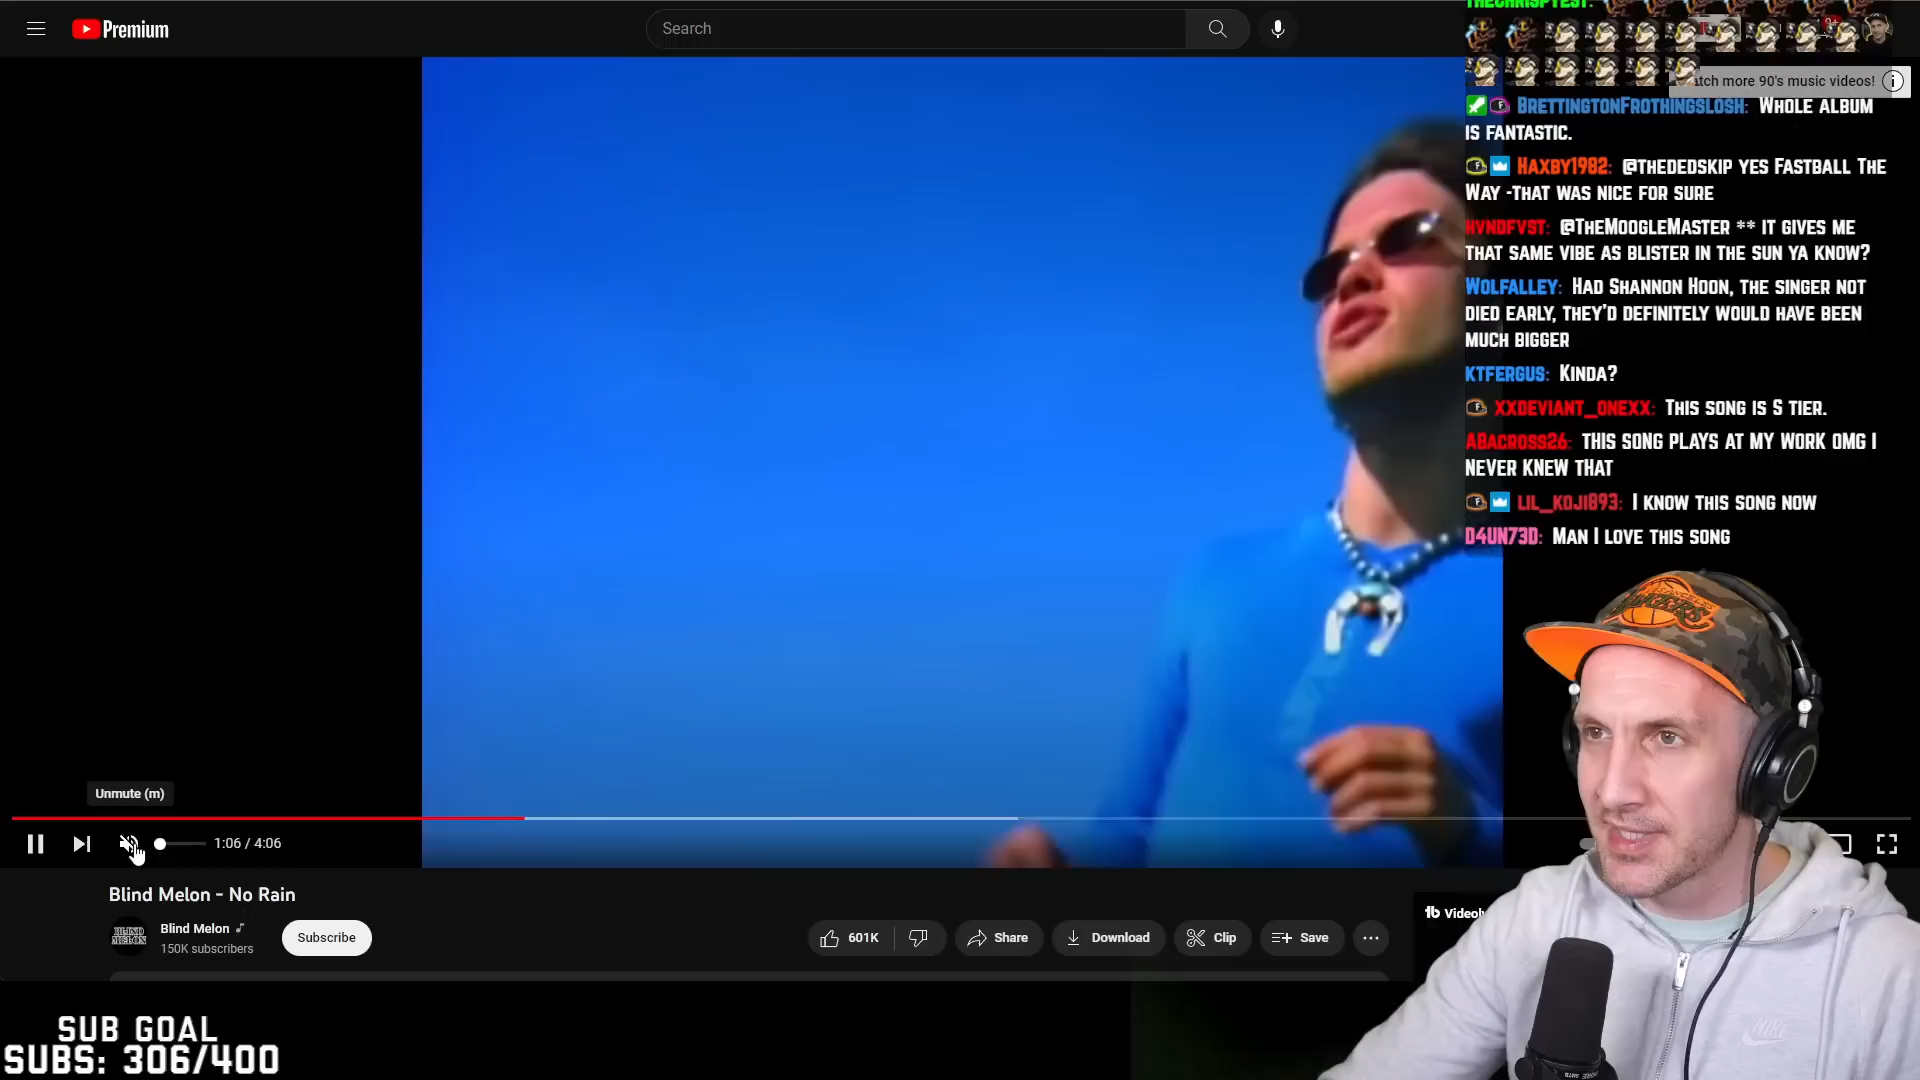 Premium
Search
THECHRISPYTEST:
9+
atch more 90's music videos!
BRETTINGTONFROTHINGSLOSH: WHOLE ALBUM
IS FANTASTIC.
HAXBY1982: @THEDEDSKIP YES FASTBALL THE
WAY -THAT WAS NICE FOR SURE
NVNDFVST: @THEMOOGLEMASTER ** IT GIVES ME
THAT SAME VIBE AS BLISTER IN THE SUN YA KNOW?
WOLFALLEY: HAD SHANNON HOON, THE SINGER NOT
DIED EARLY, THEY'D DEFINITELY WOULD HAVE BEEN
MUCH BIGGER
KTFERGUS: KINDA?
XXDEVIANT_ONEXX: THIS SONG IS S TIER.
ABACROSS26: THIS SONG PLAYS AT MY WORK OMG I
NEVER KNEW THAT
LIL_KOJI893: I KNOW THIS SONG NOW
D4UN73D: MAN I LOVE THIS SONG
Unmute (m)
1:06 / 4:06
Blind Melon - No Rain
BLIND
MELON
Blind Melon
150K subscribers
Subscribe
601K
Share
Download
Clip
Save
SUB GOAL
SUBS: 306/400